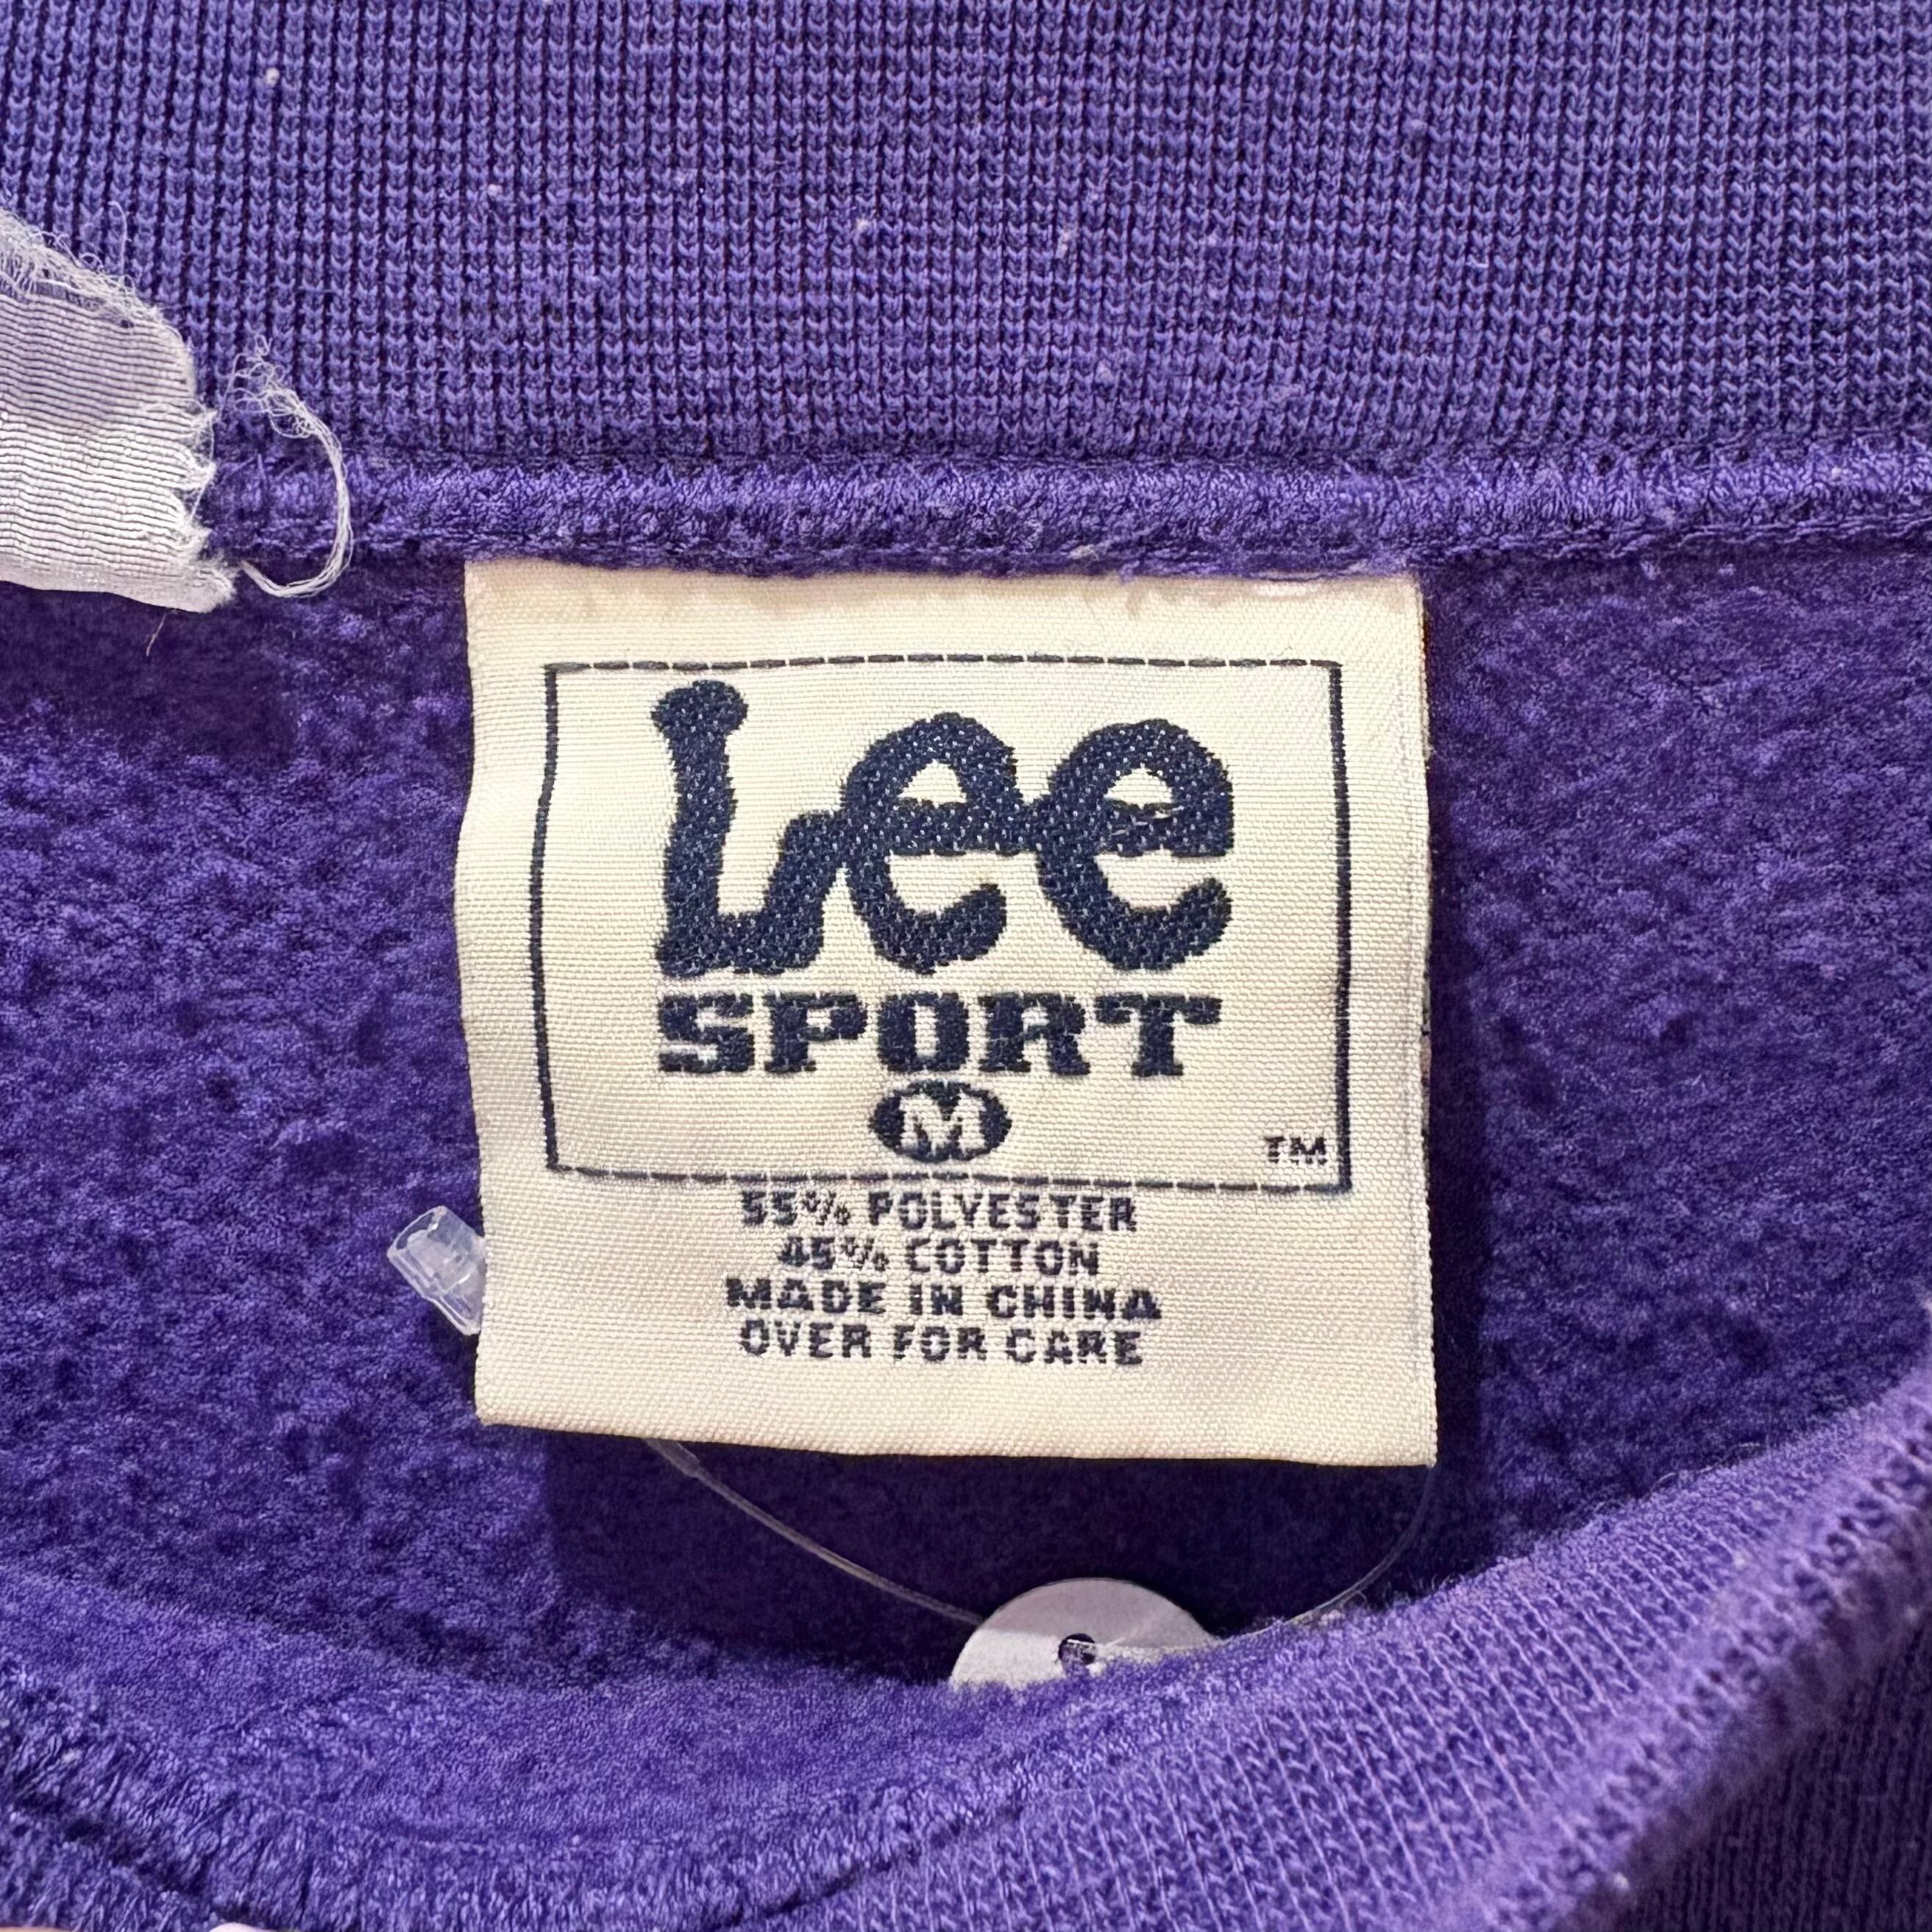 Lee
SPORT
M
TM
55% POLYESTER
45% COTTON
MADE IN CHINA
OVER FOR CARE